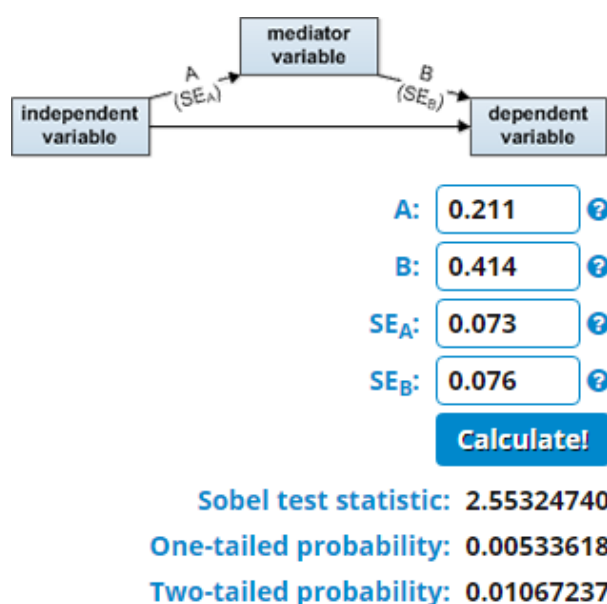 mediator
variable
A
(SEA)
B
(SEB)
independent
variable
dependent
variable
A: 0.211 ?
B: 0.414 ?
SEA: 0.073 ?
SEB: 0.076 ?
Calculate!
Sobel test statistic: 2.55324740
One-tailed probability: 0.00533618
Two-tailed probability: 0.01067237